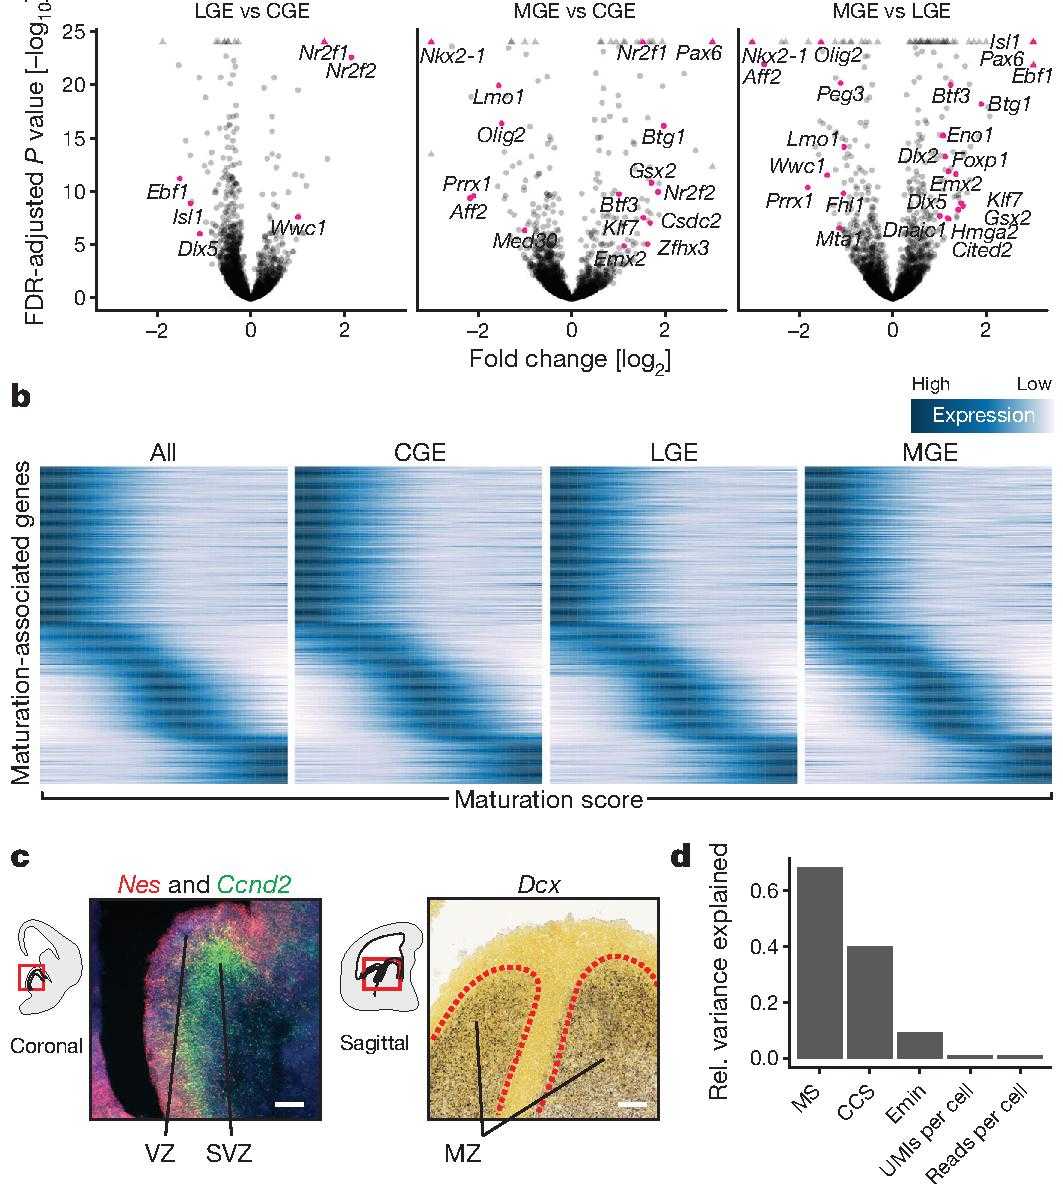 LGE vs CGE
MGE vs CGE
MGE vs LGE
FDR-adjusted P value [−log10
25
20
15
10
5
0
Nr2f1
Nr2f2
Ebf1
Isl1
Dlx5
Wwc1
−2
0
2
Nkx2-1
Nr2f1
Pax6
Lmo1
Olig2
Btg1
Gsx2
Prrx1
Aff2
Nr2f2
Btf3
Klf7
Csdc2
Med30
Emx2
Zfhx3
−2
0
2
Nkx2-1
Olig2
Isl1
Pax6
Aff2
Ebf1
Peg3
Btf3
Btg1
Lmo1
Eno1
Wwc1
Dlx2
Foxp1
Emx2
Prrx1
Fhl1
Dlx5
Klf7
Gsx2
Mta1
Dnajc1
Hmga2
Cited2
−2
0
2
Fold change [log2]
b
High
Low
Expression
All
CGE
LGE
MGE
Maturation-associated genes
Maturation score
c
Nes and Ccnd2
Dcx
Coronal
Sagittal
VZ
SVZ
MZ
d
Rel. variance explained
0.6
0.4
0.2
0.0
MS
CCS
Emin
UMIs per cell
Reads per cell